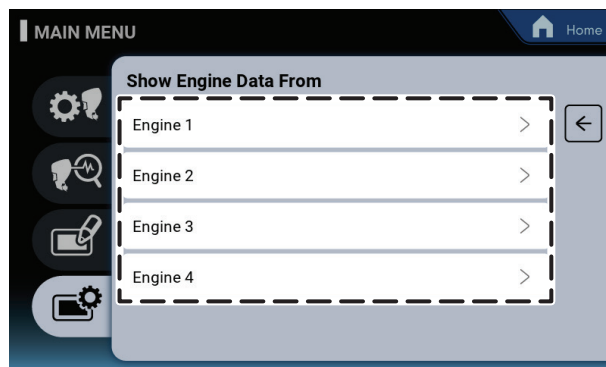 MAIN MENU
Home
Show Engine Data From
Engine 1
Engine 2
Engine 3
Engine 4